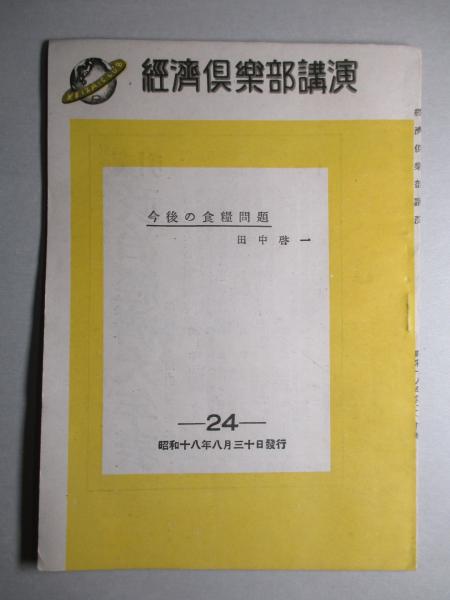 經濟倶樂部講演
今後の食糧問題
田中啓一
—24—
昭和十八年八月三十日發行